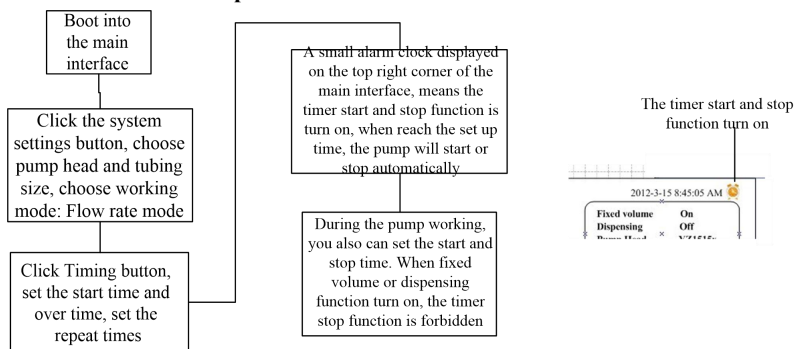 Boot into
the main
interface
Click the system
settings button, choose
pump head and tubing
size, choose working
mode: Flow rate mode
Click Timing button,
set the start time and
over time, set the
repeat times
A small alarm clock displayed
on the top right corner of the
main interface, means the
timer start and stop function is
turn on, when reach the set up
time, the pump will start or
stop automatically
During the pump working,
you also can set the start and
stop time. When fixed
volume or dispensing
function turn on, the timer
stop function is forbidden
The timer start and stop
function turn on
2012-3-15 8:45:05 AM
Fixed volume On
Dispensing Off
Pump Head